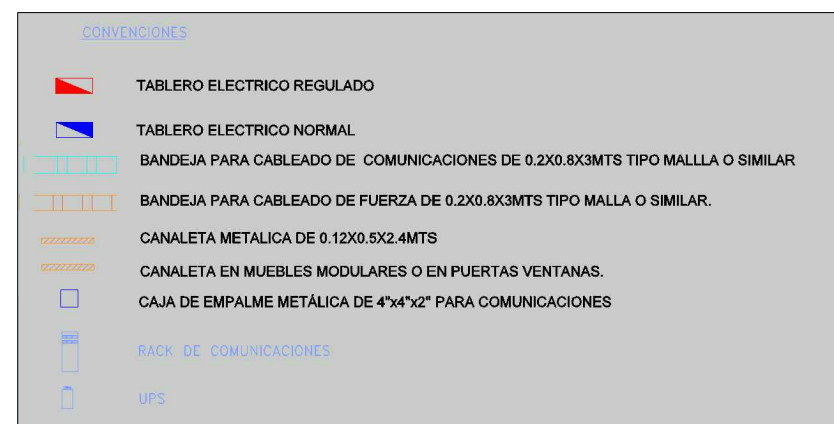 CONVENCIONES
TABLERO ELECTRICO REGULADO
TABLERO ELECTRICO NORMAL
BANDEJA PARA CABLEADO DE COMUNICACIONES DE 0.2X0.8X3MTS TIPO MALLLA O SIMILAR
BANDEJA PARA CABLEADO DE FUERZA DE 0.2X0.8X3MTS TIPO MALLA O SIMILAR.
CANALETA METALICA DE 0.12X0.5X2.4MTS
CANALETA EN MUEBLES MODULARES O EN PUERTAS VENTANAS.
CAJA DE EMPALME METÁLICA DE 4"x4"x2" PARA COMUNICACIONES
RACK DE COMUNICACIONES
UPS